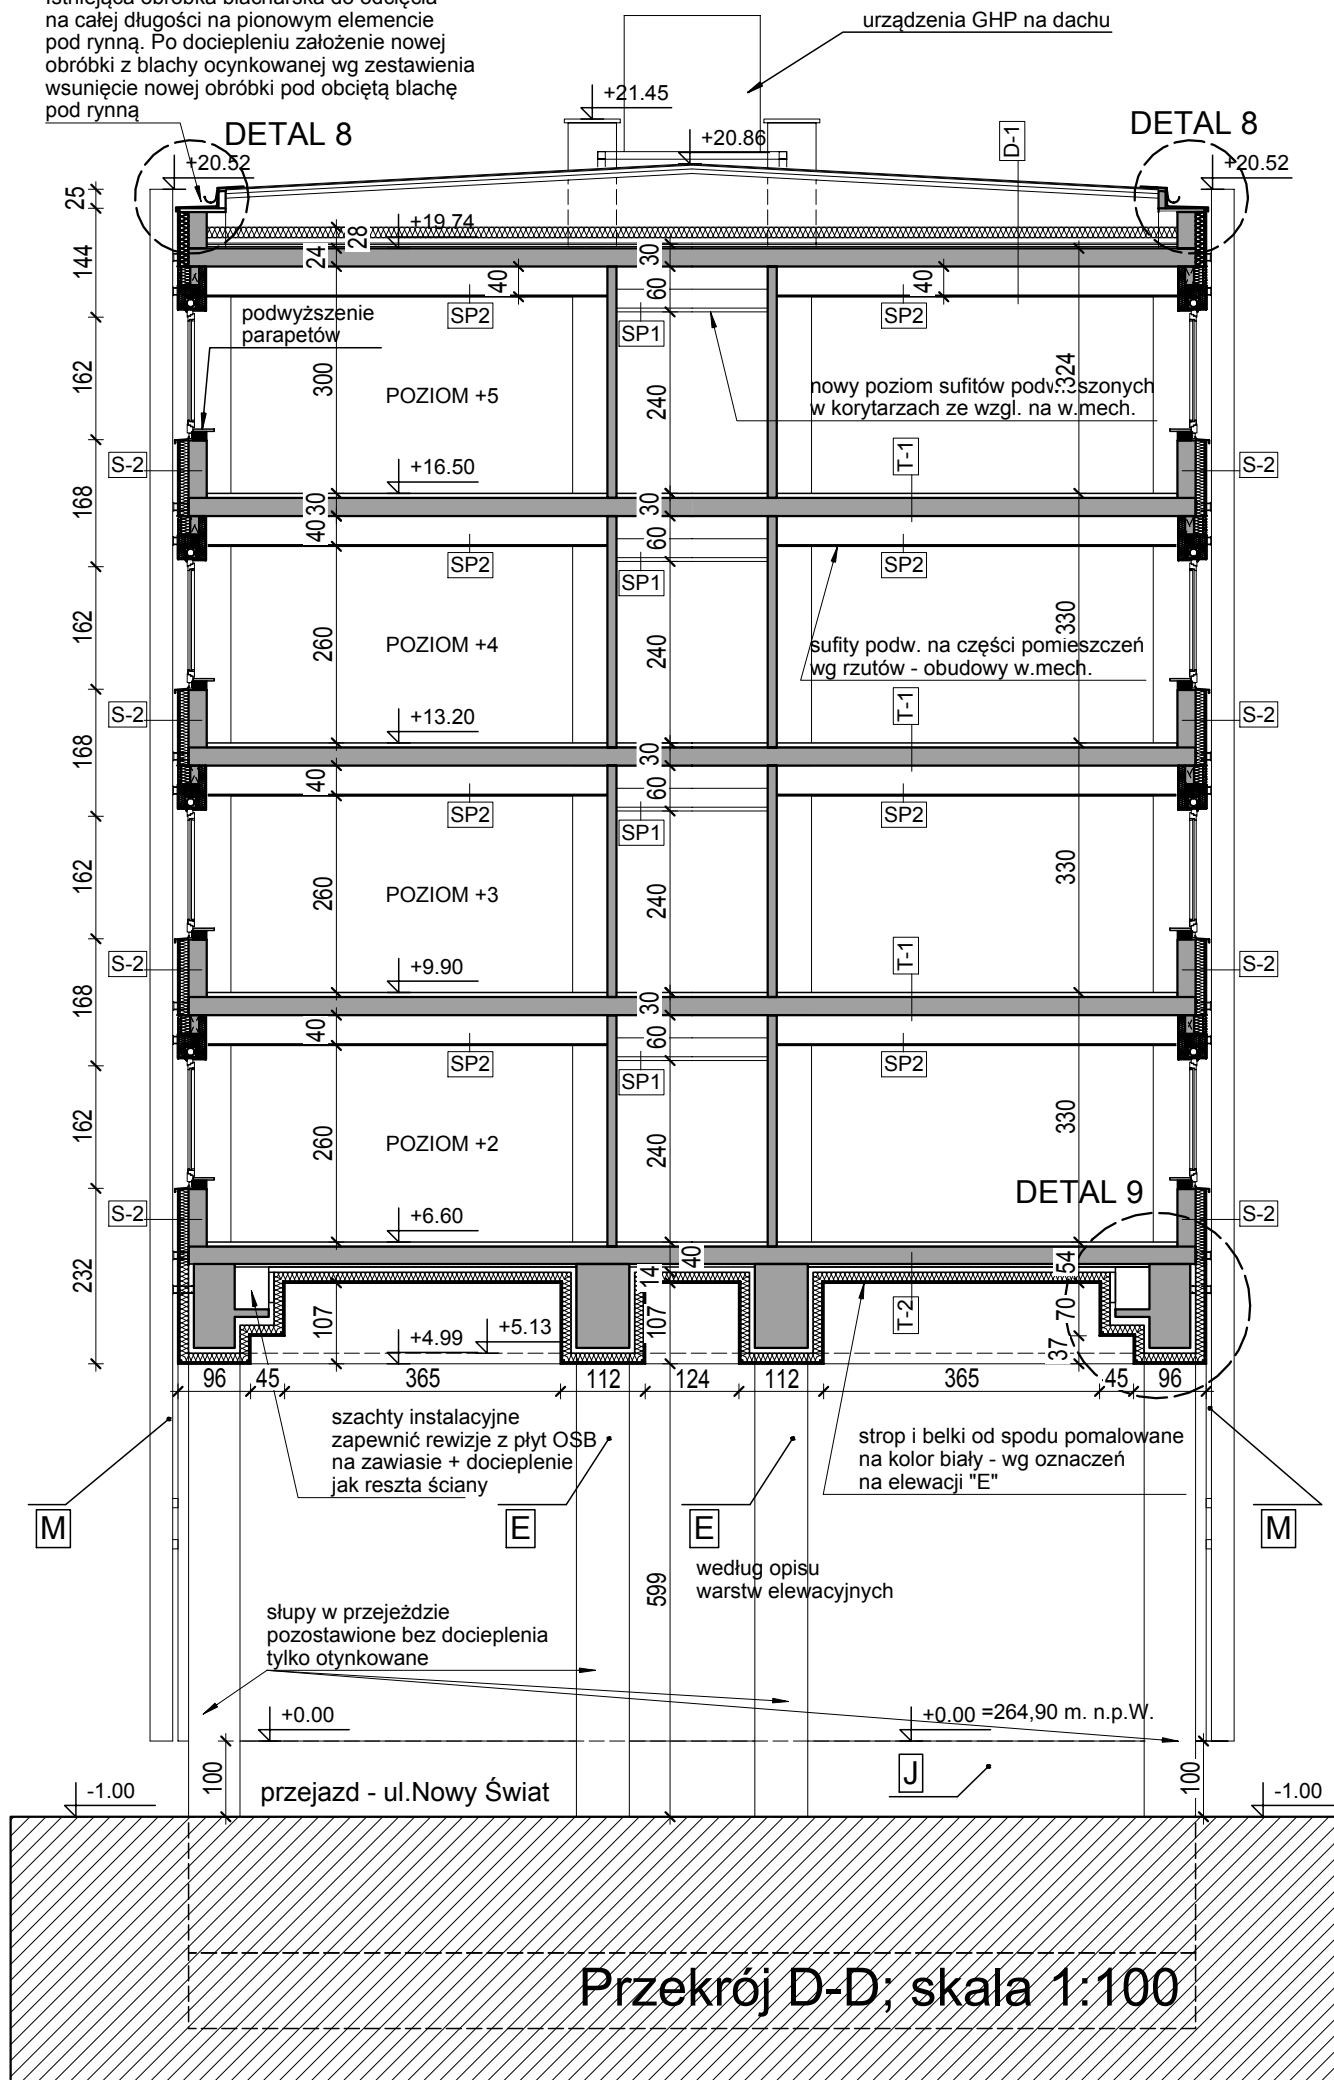 na całej długości na pionowym elemencie
pod rynną. Po dociepleniu założenie nowej
obróbki z blachy ocynkowanej wg zestawienia
wsunięcie nowej obróbki pod obciętą blachę
pod rynną
urządzenia GHP na dachu
+21.45
DETAL 8
+20.86
D-1
DETAL 8
+20.52
+20.52
25
144
162
168
162
168
162
168
162
232
+19.74
28
24
40
30
60
40
SP2
SP1
SP2
podwyższenie
parapetów
300
POZIOM +5
240
324
nowy poziom sufitów
w korytarzach ze wzgl. na w.mech.
S-2
+16.50
T-1
S-2
30
40
30
60
SP2
SP1
SP2
260
POZIOM +4
240
330
sufity podw. na części pomieszczeń
wg rzutów - obudowy w.mech.
S-2
+13.20
T-1
S-2
40
30
60
SP2
SP1
SP2
260
POZIOM +3
240
330
S-2
+9.90
T-1
S-2
40
30
60
SP2
SP1
SP2
260
POZIOM +2
240
330
DETAL 9
S-2
+6.60
S-2
40
14
54
107
107
T-2
70
37
+4.99
+5.13
96
45
365
112
124
112
365
45
96
szachty instalacyjne
zapewnić rewizje z płyt OSB
na zawiasie + docieplenie
jak reszta ściany
strop i belki od spodu pomalowane
na kolor biały - wg oznaczeń
na elewacji "E"
M
E
E
M
według opisu
warstw elewacyjnych
599
słupy w przejeździe
pozostawione bez docieplenia
tylko otynkowane
+0.00
+0.00 =264,90 m. n.p.W.
100
J
100
-1.00
przejazd - ul.Nowy Świat
-1.00
Przekrój D-D; skala 1:100